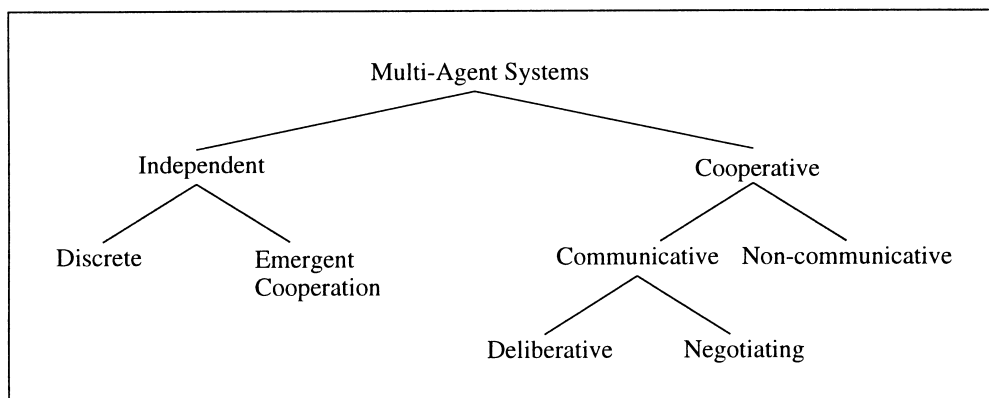 Multi-Agent Systems
Independent
Cooperative
Discrete
Emergent
Cooperation
Communicative
Non-communicative
Deliberative
Negotiating